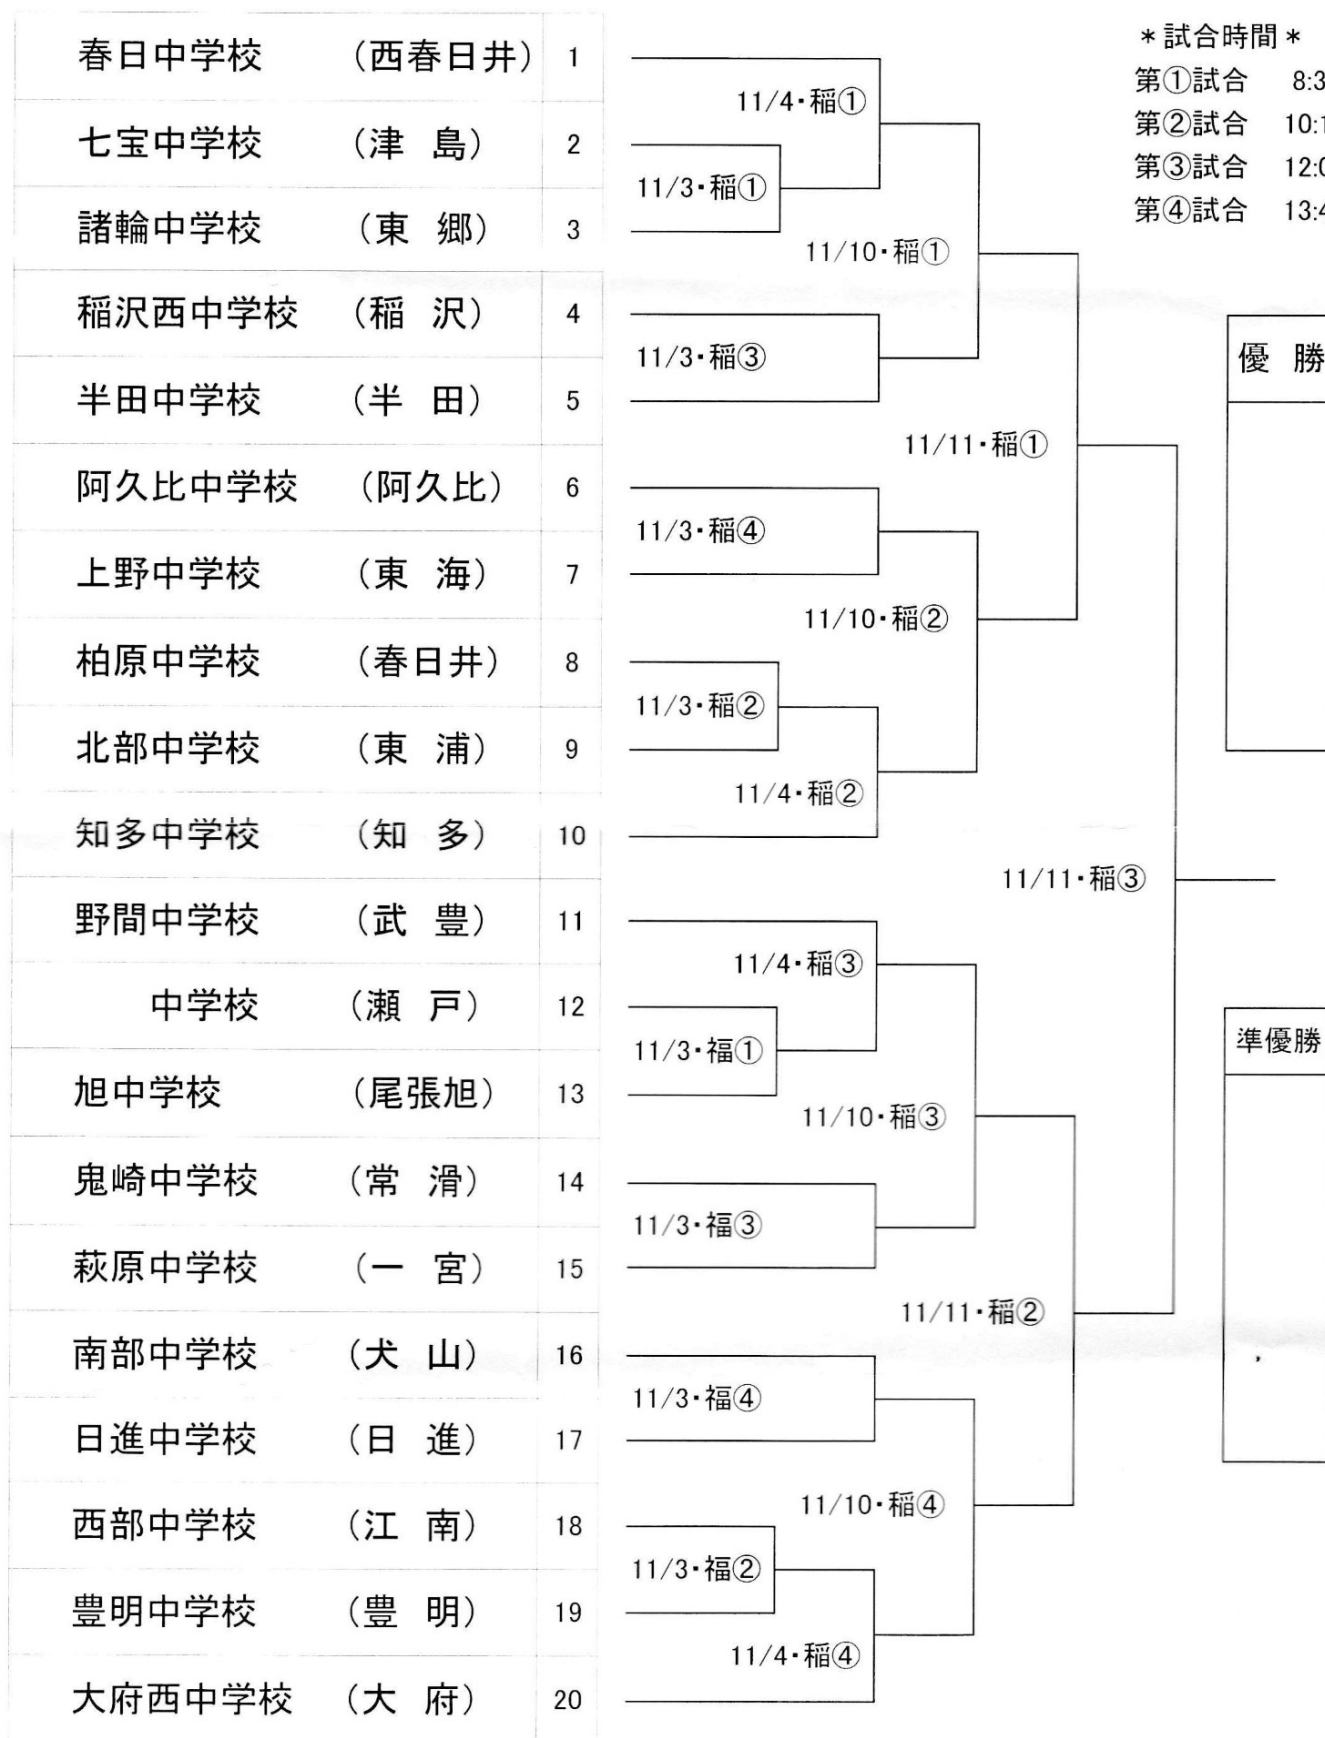 春日中学校 （西春日井） 1
七宝中学校 （津 島） 2
諸輪中学校 （東 郷） 3
稲沢西中学校 （稲 沢） 4
半田中学校 （半 田） 5
阿久比中学校 （阿久比） 6
上野中学校 （東 海） 7
柏原中学校 （春日井） 8
北部中学校 （東 浦） 9
知多中学校 （知 多） 10
野間中学校 （武 豊） 11
中学校 （瀬 戸） 12
旭中学校 （尾張旭） 13
鬼崎中学校 （常 滑） 14
萩原中学校 （一 宮） 15
南部中学校 （犬 山） 16
日進中学校 （日 進） 17
西部中学校 （江 南） 18
豊明中学校 （豊 明） 19
大府西中学校 （大 府） 20
11/4・稲①
11/3・稲①
11/10・稲①
11/3・稲③
11/11・稲①
11/3・稲④
11/10・稲②
11/3・稲②
11/4・稲②
11/11・稲③
11/4・稲③
11/3・福①
11/10・稲③
11/3・福③
11/11・稲②
11/3・福④
11/10・稲④
11/3・福②
11/4・稲④
＊試合時間＊
第①試合 8:3
第②試合 10:1
第③試合 12:0
第④試合 13:4
優 勝
準優勝